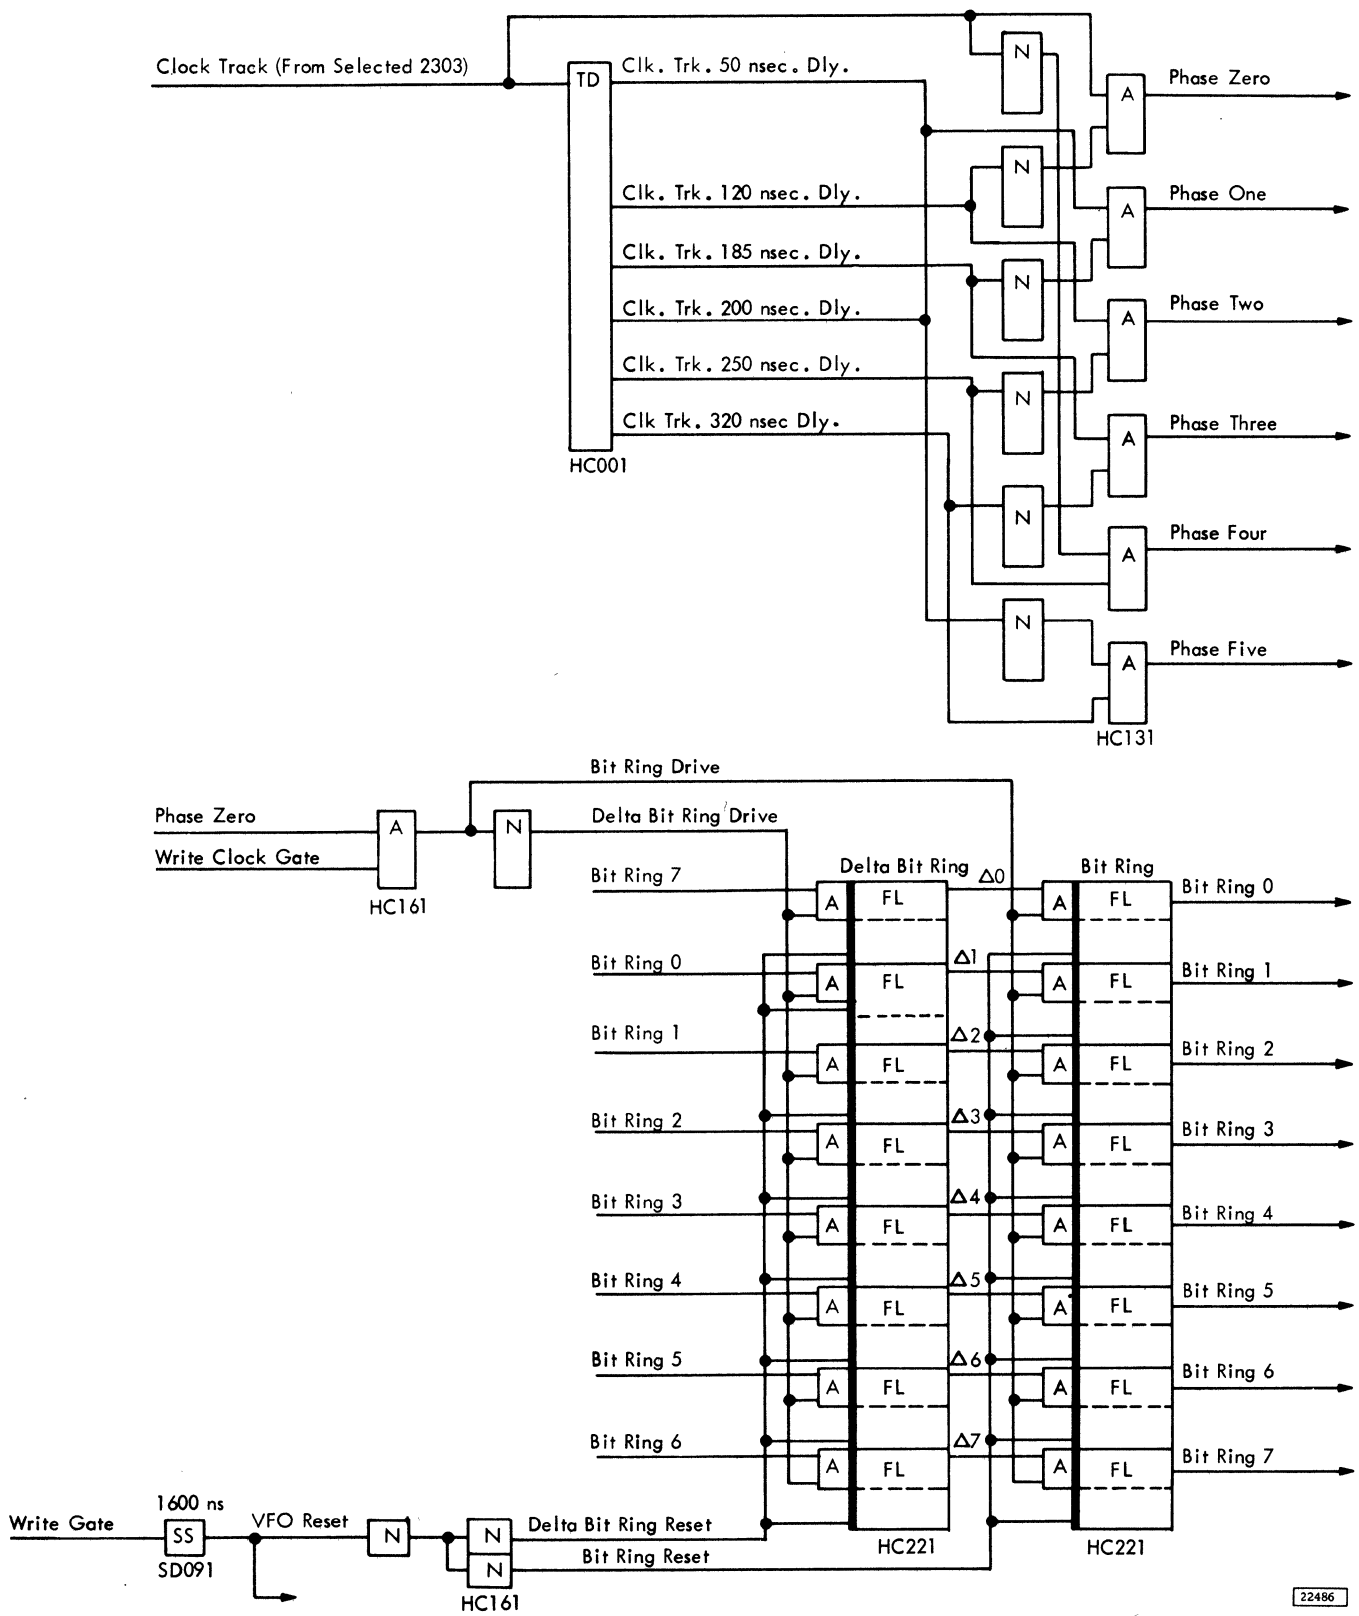 Clock Track (From Selected 2303)
TD
Clk. Trk. 50 nsec. Dly.
N
A
Phase Zero
Clk. Trk. 120 nsec. Dly.
N
A
Phase One
Clk. Trk. 185 nsec. Dly.
N
Clk. Trk. 200 nsec. Dly.
A
Phase Two
Clk. Trk. 250 nsec. Dly.
N
Clk Trk. 320 nsec Dly.
A
Phase Three
HC001
N
A
Phase Four
N
A
Phase Five
HC131
Bit Ring Drive
Phase Zero
A
N
Delta Bit Ring Drive
Write Clock Gate
HC161
Delta Bit Ring
Bit Ring
Bit Ring 7
A
FL
Δ0
A
FL
Bit Ring 0
Bit Ring 0
A
FL
Δ1
A
FL
Bit Ring 1
Bit Ring 1
A
FL
Δ2
A
FL
Bit Ring 2
Bit Ring 2
A
FL
Δ3
A
FL
Bit Ring 3
Bit Ring 3
A
FL
Δ4
A
FL
Bit Ring 4
Bit Ring 4
A
FL
Δ5
A
FL
Bit Ring 5
Bit Ring 5
A
FL
Δ6
A
FL
Bit Ring 6
Bit Ring 6
A
FL
Δ7
A
FL
Bit Ring 7
1600 ns
Write Gate
SS
VFO Reset
N
N
Delta Bit Ring Reset
SD091
N
Bit Ring Reset
HC161
HC221
HC221
22486